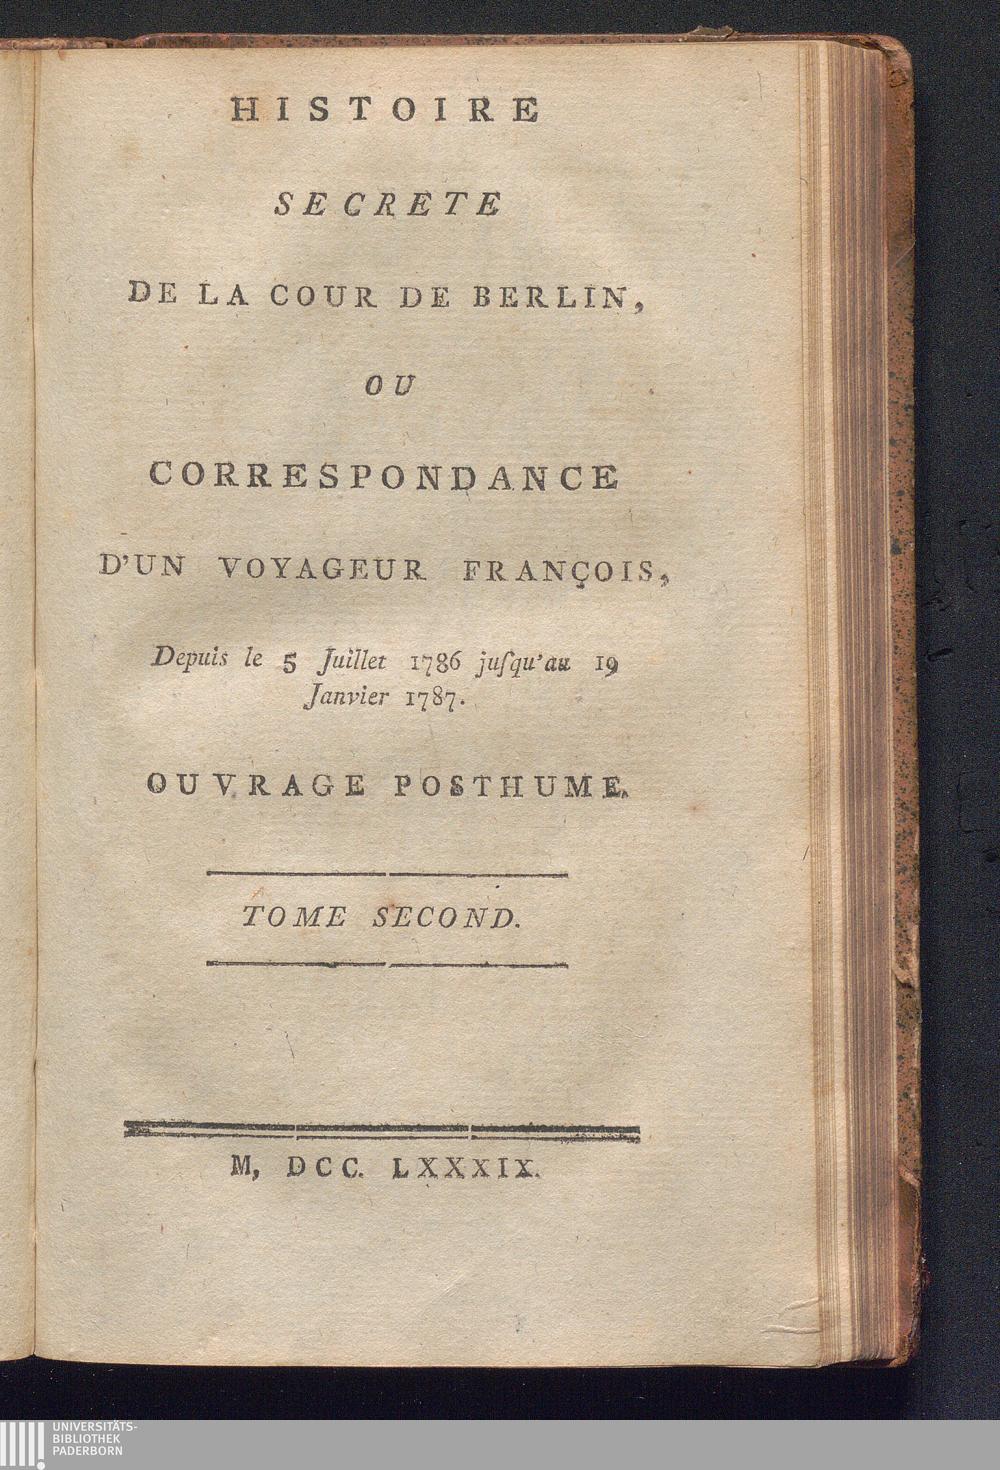 HISTOIRE
SECRETE
DE LA COUR DE BERLIN,
OU
CORRESPONDANCE
D'UN VOYAGEUR FRANÇOIS,
Depuis le 5 Juillet 1786 juſqu'au 19
Janvier 1787.
OUVRAGE POSTHUME.
TOME SECOND.
M, DCC. LXXXIX.
UNIVERSITÄTS-
BIBLIOTHEK
PADERBORN